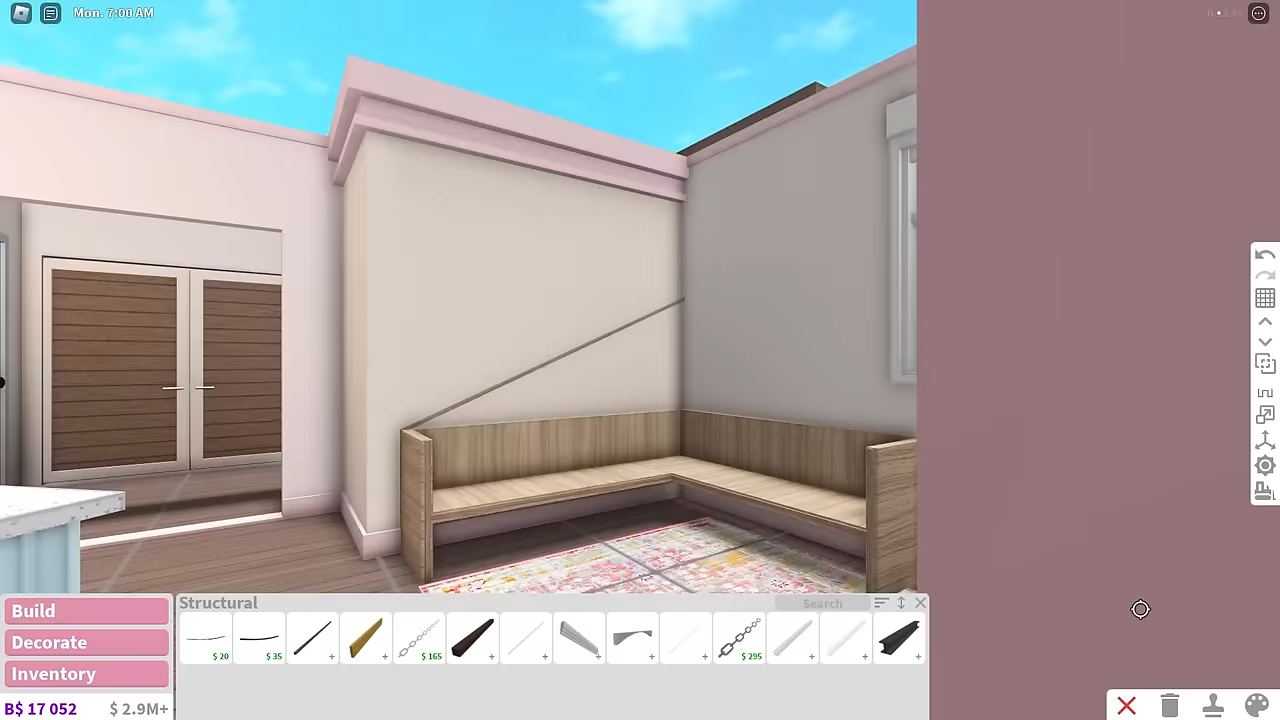 Mon. 7:00 AM
Build
Decorate
Inventory
B$ 17 052
$ 2.9M+
Structural
Search
$ 20
$ 35
+
+
$ 165
+
+
+
+
+
$ 295
+
+
+